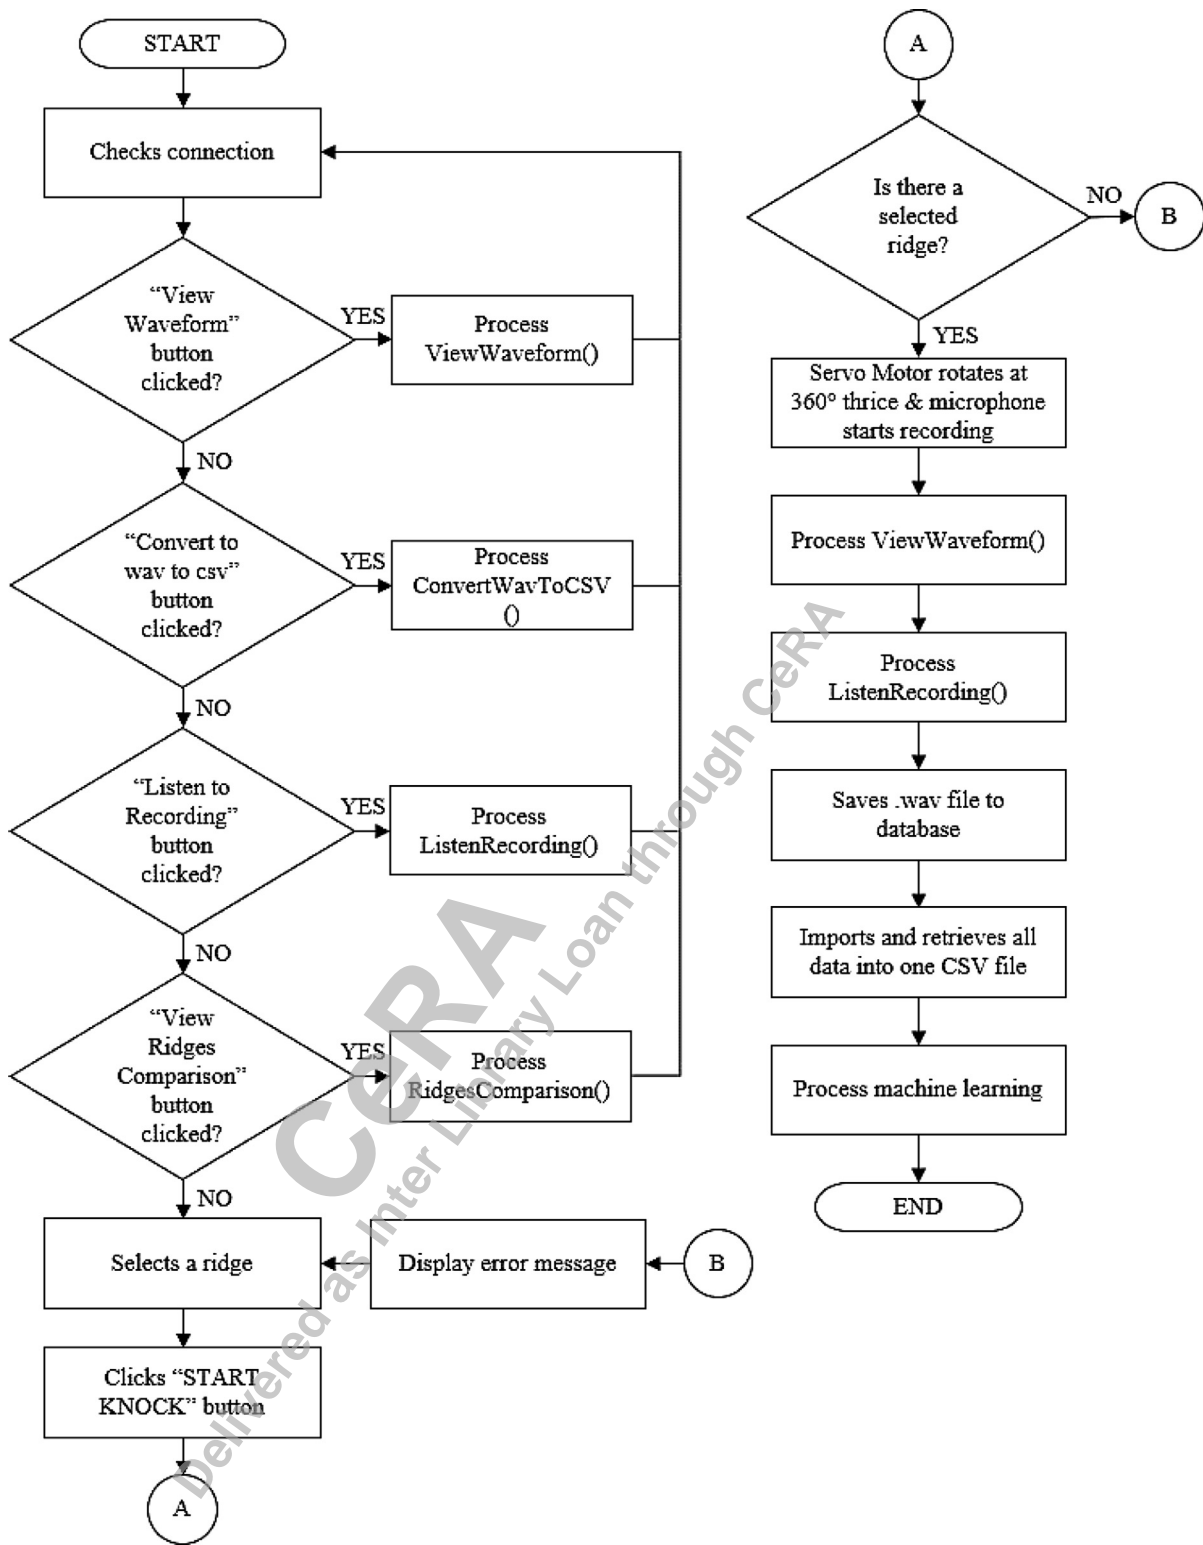 START
Checks connection
“View
Waveform”
button
clicked?
YES
Process
ViewWaveform()
NO
“Convert to
wav to csv”
button
clicked?
YES
Process
ConvertWavToCSV
()
NO
“Listen to
Recording”
button
clicked?
YES
Process
ListenRecording()
NO
“View
Ridges
Comparison”
button
clicked?
YES
Process
RidgesComparison()
NO
Selects a ridge
Display error message
B
Clicks “START
KNOCK” button
A
A
Is there a
selected
ridge?
NO
B
YES
Servo Motor rotates at
360° thrice & microphone
starts recording
Process ViewWaveform()
Process
ListenRecording()
Saves .wav file to
database
Imports and retrieves all
data into one CSV file
Process machine learning
END
CeRA
Delivered as Inter Library Loan through CeRA